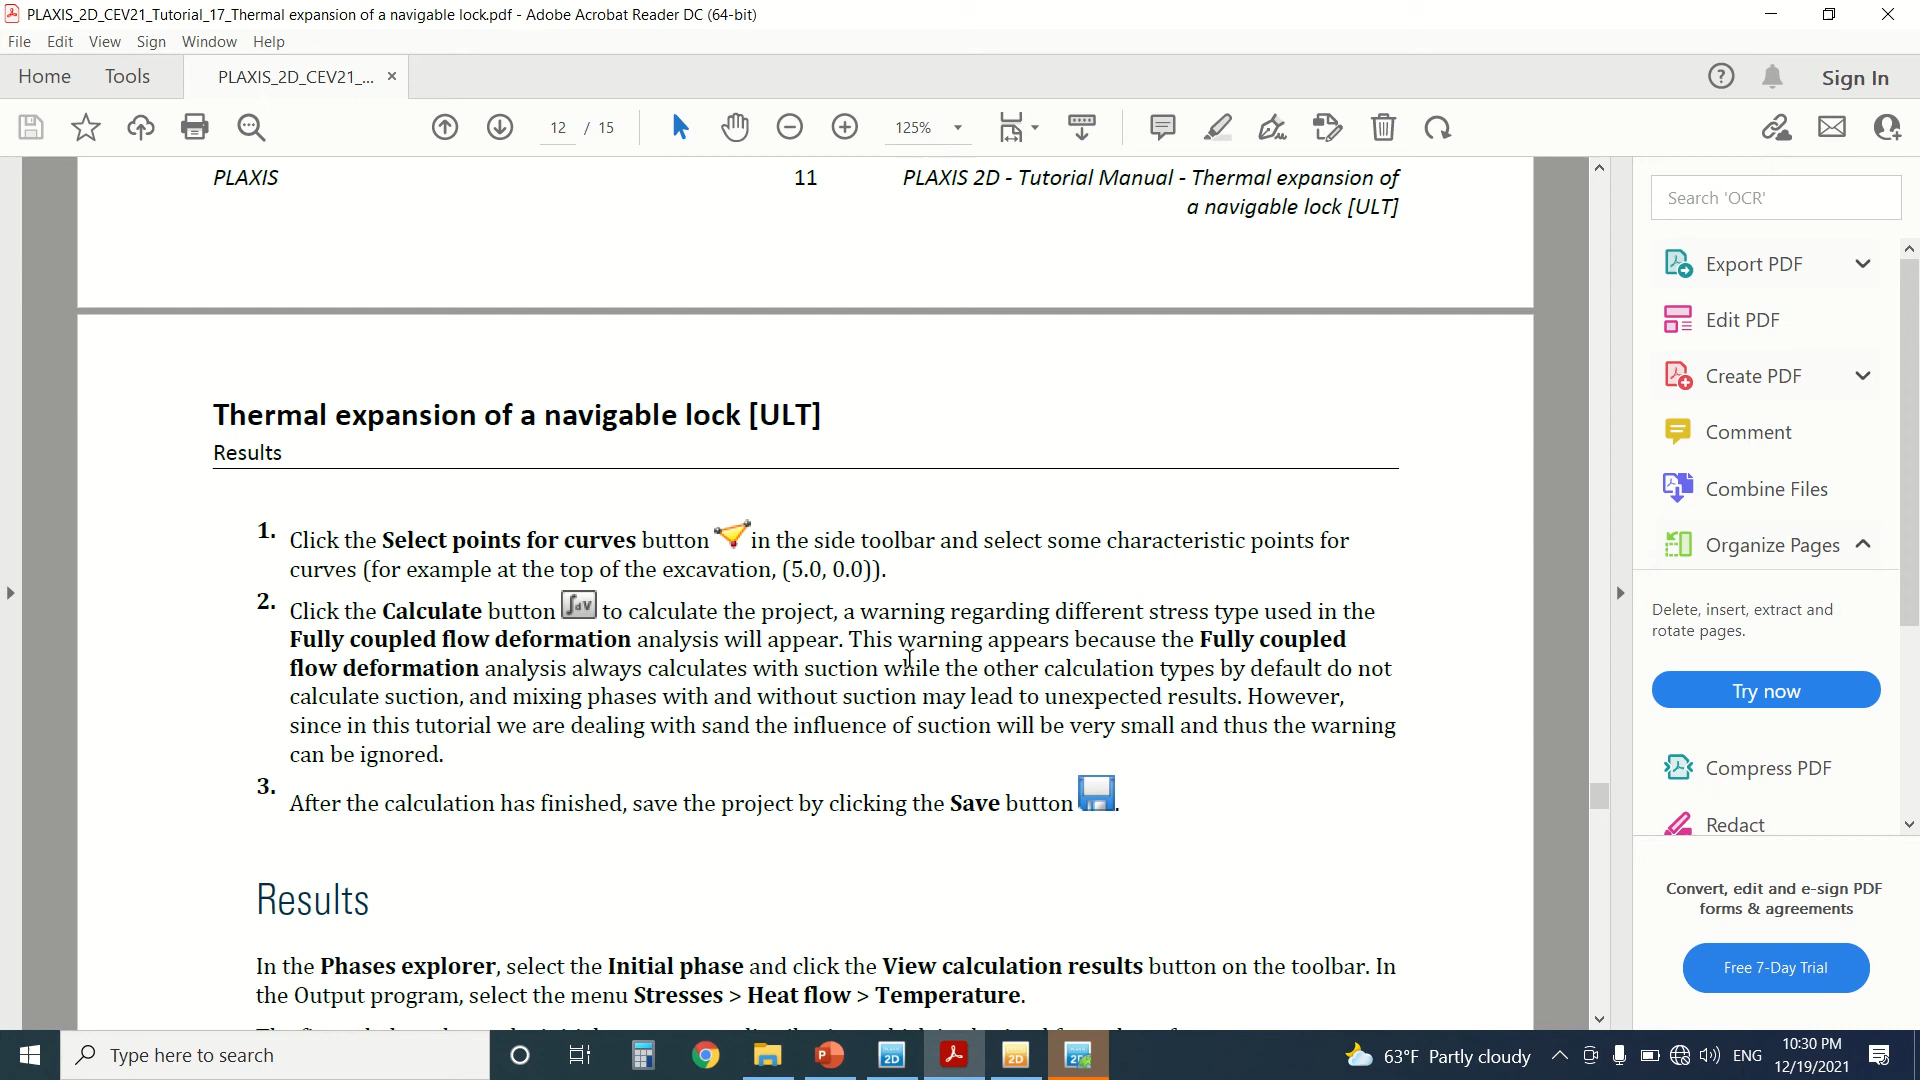 PLAXIS_2D_CEV21_Tutorial_17_Thermal expansion of a navigable lock.pdf - Adobe Acrobat Reader DC (64-bit)
File Edit View Sign Window Help
Home Tools PLAXIS_2D_CEV21_... × Sign In
12 / 15 125%
PLAXIS 11 PLAXIS 2D - Tutorial Manual - Thermal expansion of
a navigable lock [ULT]
Thermal expansion of a navigable lock [ULT]
Results
1. Click the Select points for curves button in the side toolbar and select some characteristic points for
curves (for example at the top of the excavation, (5.0, 0.0)).
2. Click the Calculate button ∫dv to calculate the project, a warning regarding different stress type used in the
Fully coupled flow deformation analysis will appear. This warning appears because the Fully coupled
flow deformation analysis always calculates with suction while the other calculation types by default do not
calculate suction, and mixing phases with and without suction may lead to unexpected results. However,
since in this tutorial we are dealing with sand the influence of suction will be very small and thus the warning
can be ignored.
3. After the calculation has finished, save the project by clicking the Save button .
Results
In the Phases explorer, select the Initial phase and click the View calculation results button on the toolbar. In
the Output program, select the menu Stresses > Heat flow > Temperature.
Search 'OCR'
Export PDF
Edit PDF
Create PDF
Comment
Combine Files
Organize Pages
Delete, insert, extract and
rotate pages.
Try now
Compress PDF
Redact
Convert, edit and e-sign PDF
forms & agreements
Free 7-Day Trial
Type here to search
63°F Partly cloudy
ENG
10:30 PM
12/19/2021